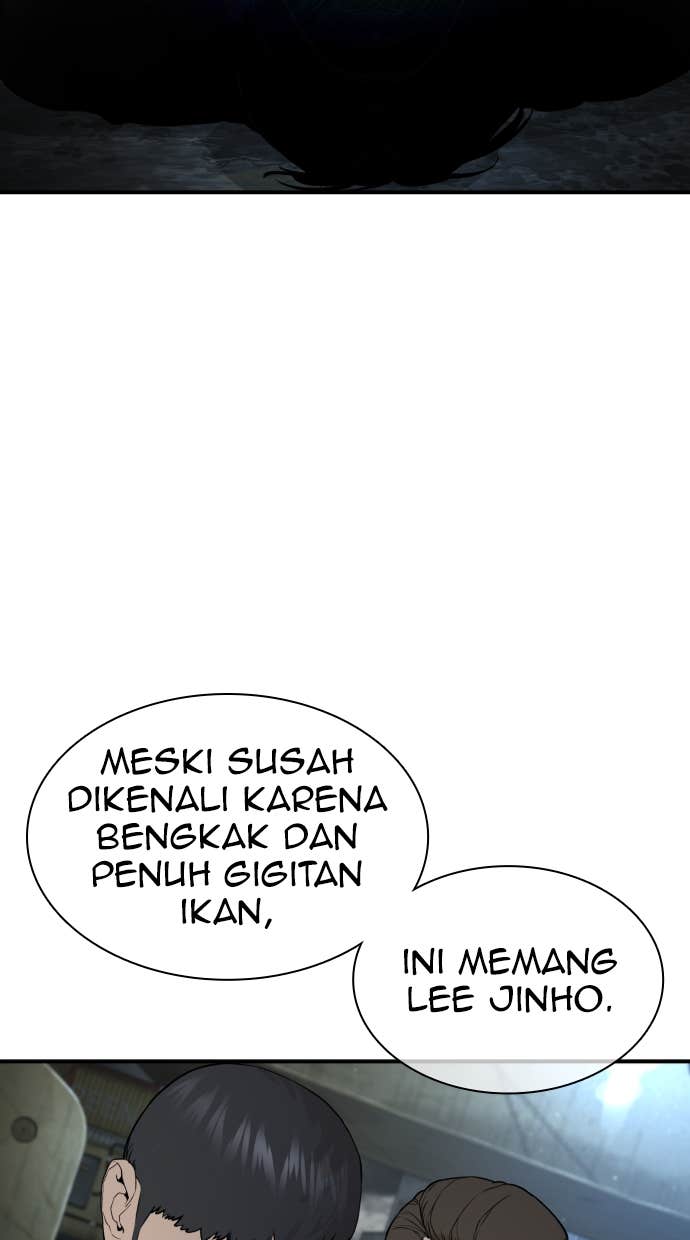 MESKI SUSAH
DIKENALI KARENA
BENGKAK DAN
PENUH GIGITAN
IKAN,
INI MEMANG
LEE JINHO.